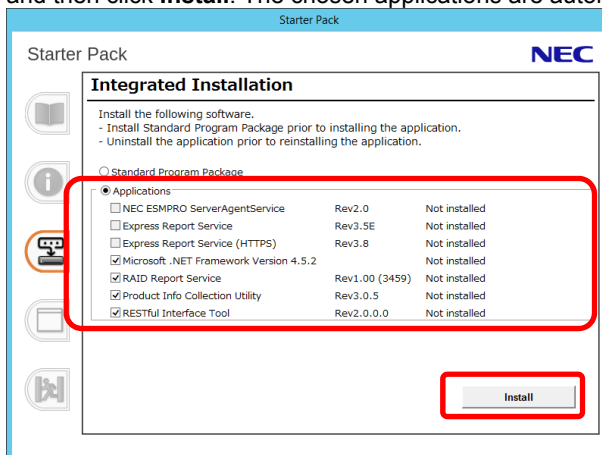 and then click Install. The chosen applications are auto
Starter Pack
Starter Pack NEC
Integrated Installation
Install the following software.
- Install Standard Program Package prior to installing the application.
- Uninstall the application prior to reinstalling the application.
Standard Program Package
Applications
NEC ESMPRO ServerAgentService Rev2.0 Not installed
Express Report Service Rev3.5E Not installed
Express Report Service (HTTPS) Rev3.8 Not installed
Microsoft .NET Framework Version 4.5.2 Not installed
RAID Report Service Rev1.00 (3459) Not installed
Product Info Collection Utility Rev3.0.5 Not installed
RESTful Interface Tool Rev2.0.0.0 Not installed
Install